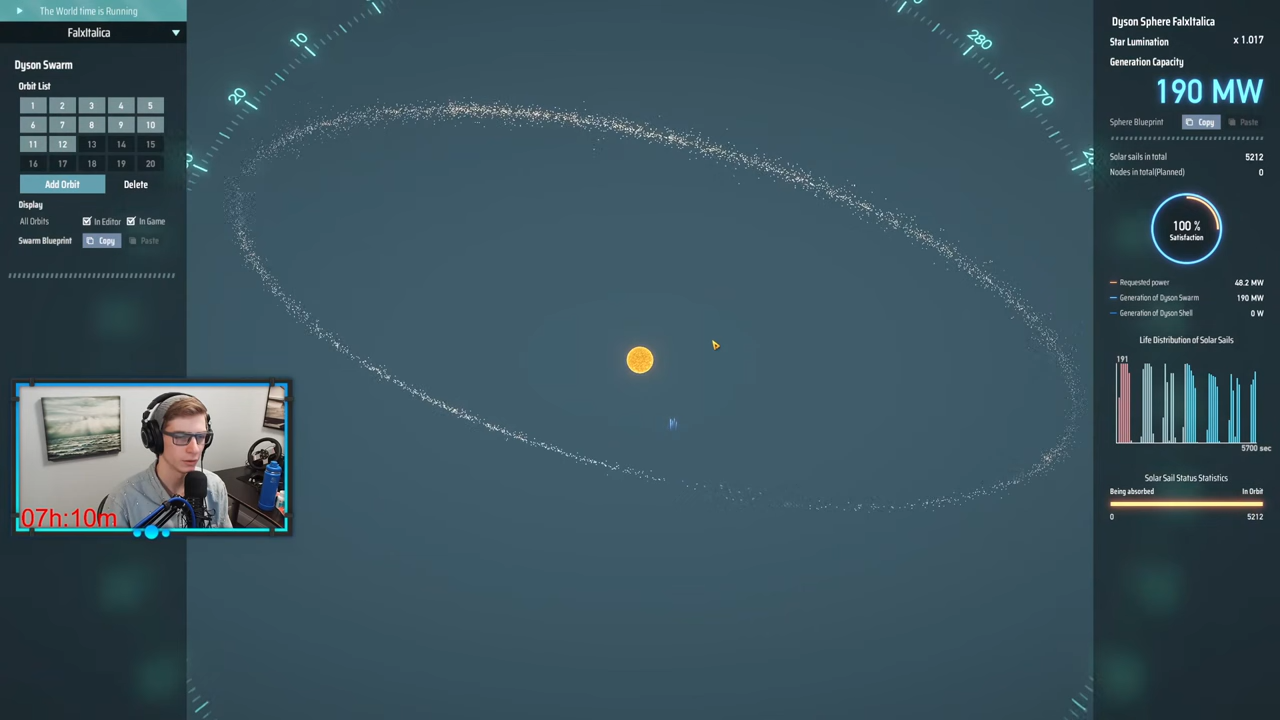 The World time is Running
FalxItalica
Dyson Swarm
Orbit List
1 2 3 4 5
6 7 8 9 10
11 12 13 14 15
16 17 18 19 20
Add Orbit Delete
Display
All Orbits In Editor In Game
Swarm Blueprint Copy Paste
07h:10m
10
20
280
270
Dyson Sphere FalxItalica
Star Lumination x 1.017
Generation Capacity
190 MW
Sphere Blueprint Copy Paste
Solar sails in total 5212
Nodes in total(Planned) 0
100 %
Satisfaction
Requested power 48.2 MW
Generation of Dyson Swarm 190 MW
Generation of Dyson Shell 0 W
Life Distribution of Solar Sails
191
5700 sec
Solar Sail Status Statistics
Being absorbed In Orbit
0 5212